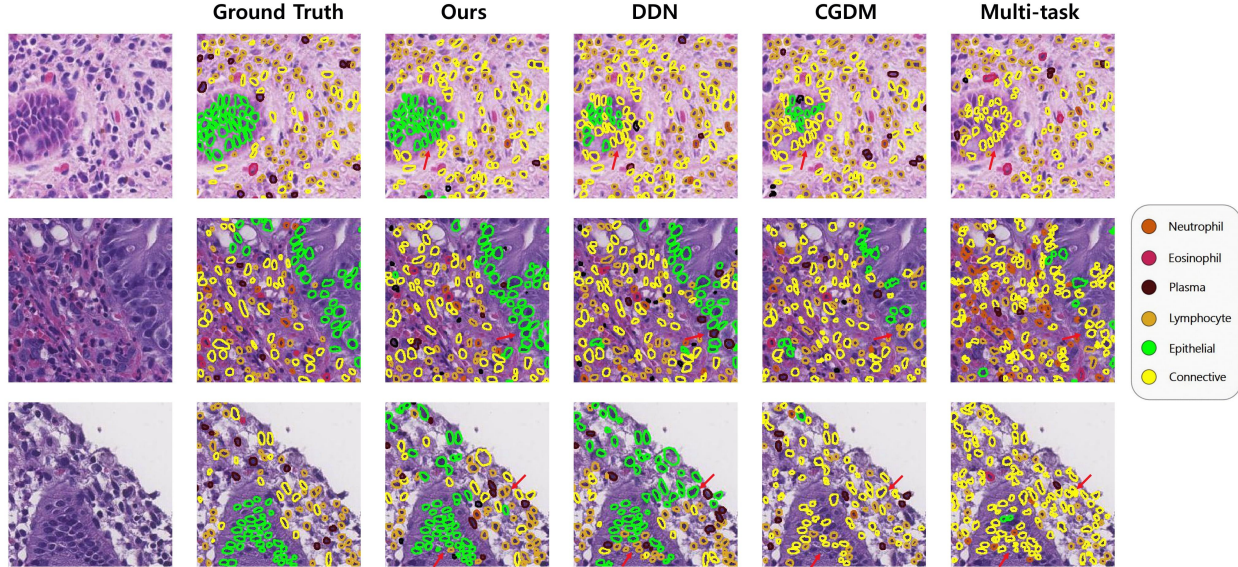 Ground Truth Ours DDN CGDM Multi-task
Neutrophil
Eosinophil
Plasma
Lymphocyte
Epithelial
Connective